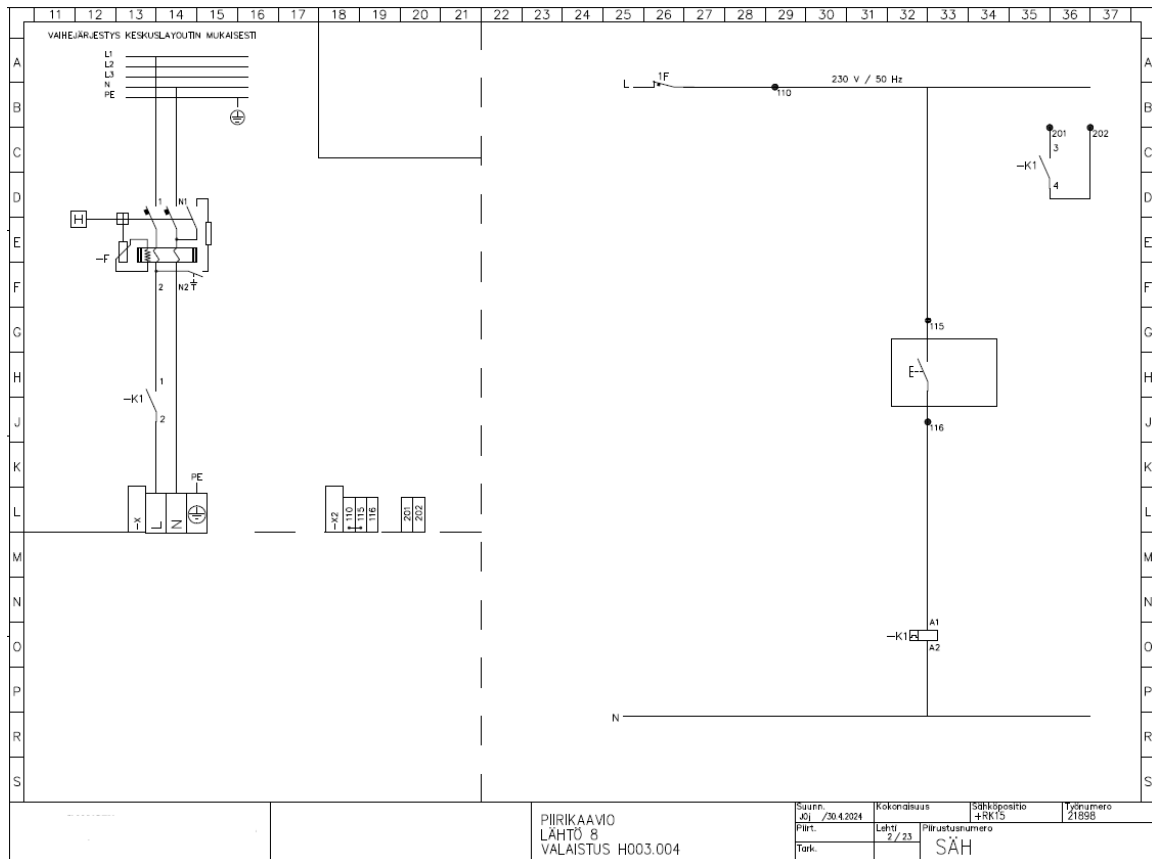 11 12 13 14 15 16 17 18 19 20 21 22 23 24 25 26 27 28 29 30 31 32 33 34 35 36 37
VAIHEJÄRJESTYS KESKUSLAYOUTIN MUKAISESTI
L1
L2
L3
N
PE
A
B
C
D
E
F
G
H
J
K
L
M
N
O
P
R
S
H
1 N1
-F
2 N2
1
-K1
2
PE
-X L N
-X2 110 115 116 201 202
L 1F 110 230 V / 50 Hz
201 202
3
-K1
4
115
E
116
A1
-K1
A2
N
A
B
C
D
E
F
G
H
J
K
L
M
N
O
P
R
S
PIIRIKAAVIO
LÄHTÖ 8
VALAISTUS H003.004
Suunn. Kokonaisuus Sähköpositio Työnumero
JOj /30.4.2024 +RK15 21898
Piirt. Lehti Piirustusnumero
2 / 23
SÄH
Tark.